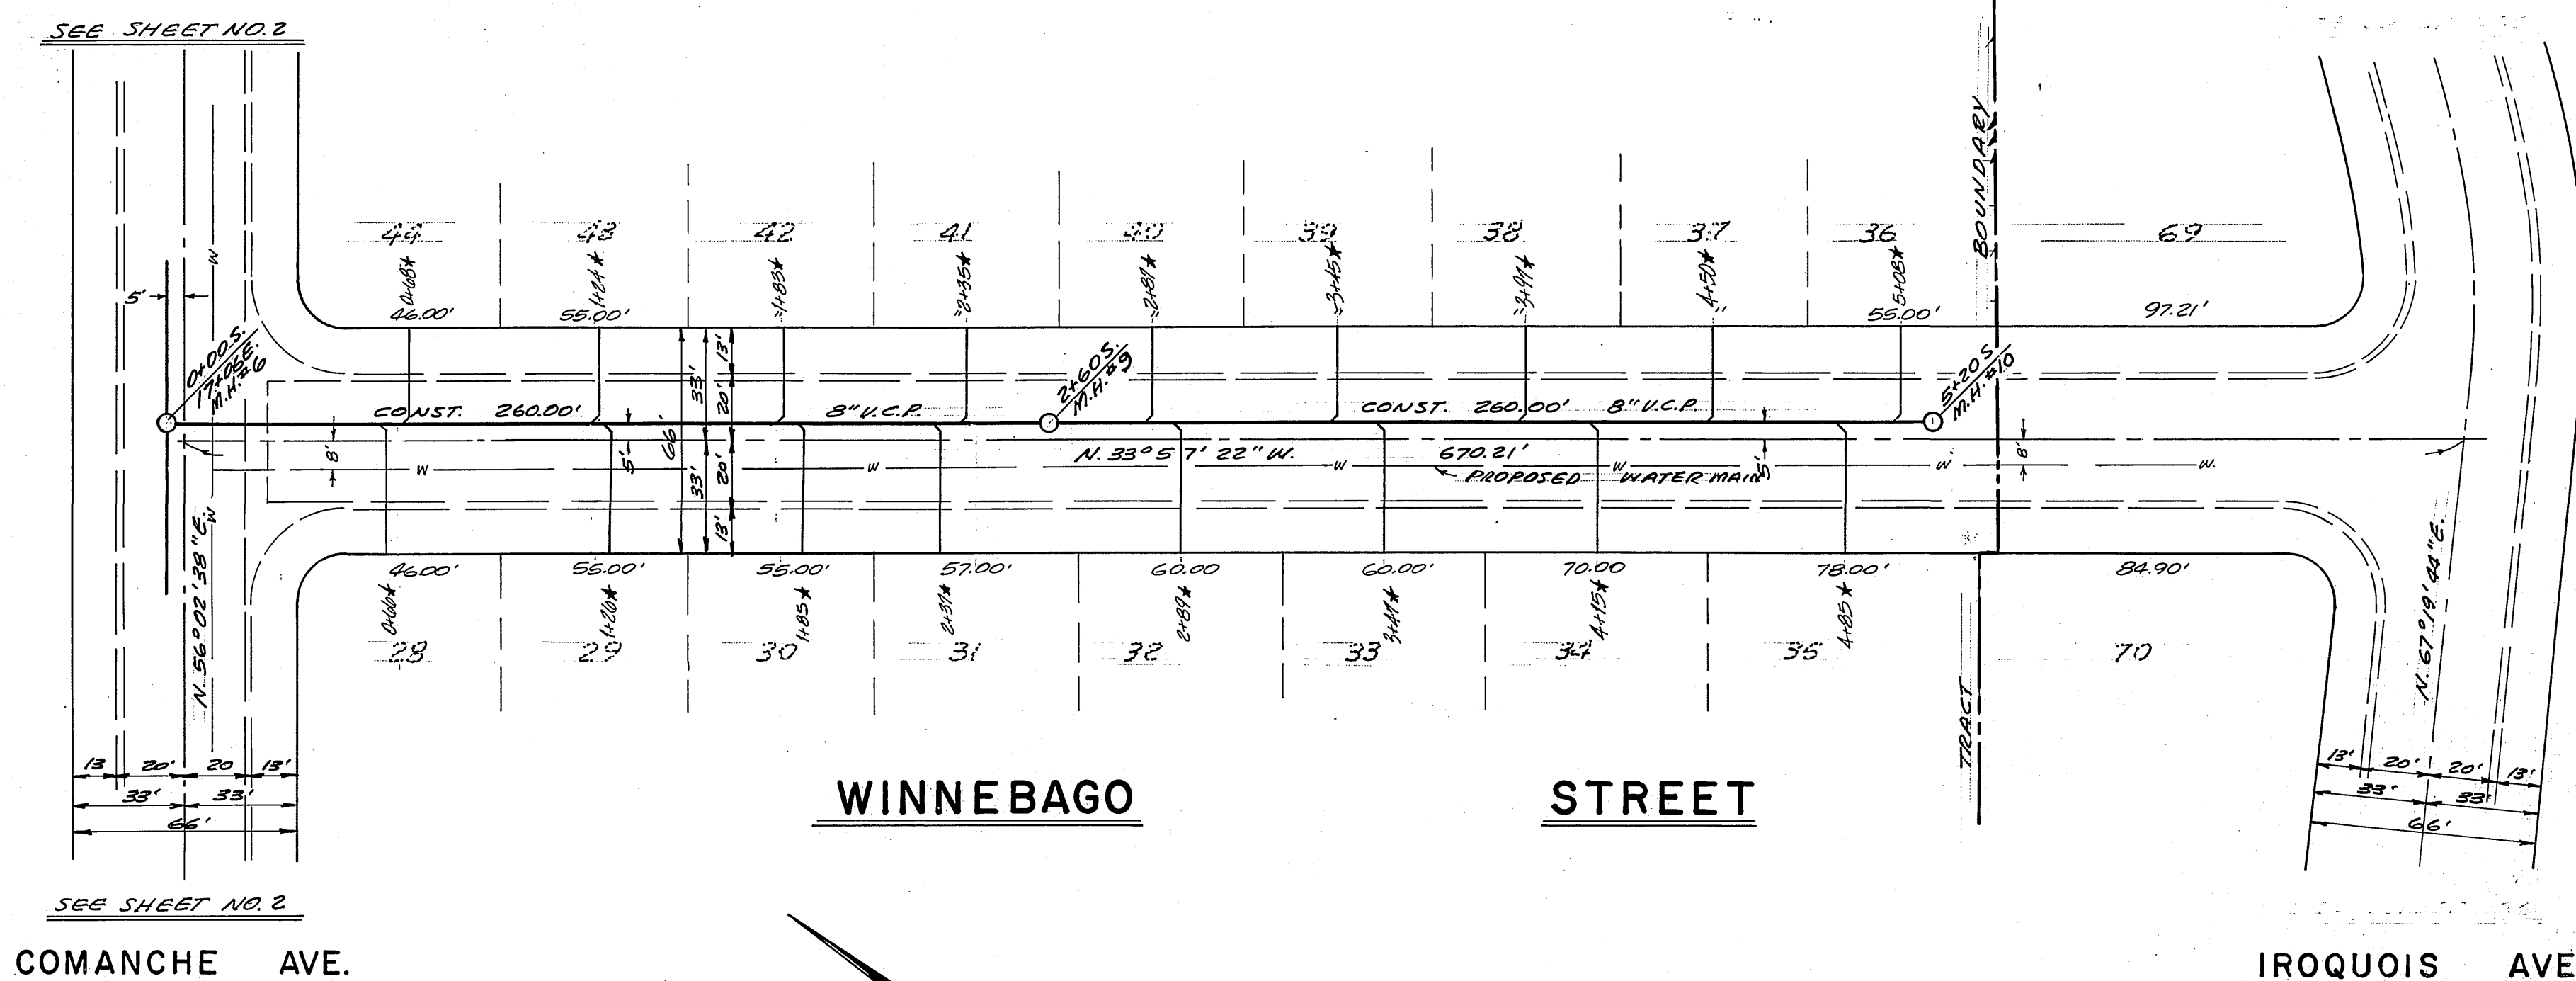 SEE SHEET NO. 2
BOUNDARY
44 43 42 41 40 39 38 37 36 69
0+68* 1+24* =1+83* =2+35* =2+87* =3+45* =3+97* 4+50* 5+08*
5'
46.00' 55.00' " 55.00' 97.21'
0+00 S.
17+06 E.
M.H. #6
2+60 S.
M.H. #9
5+20 S.
M.H. #10
13' 33' 20' 66'
CONST. 260.00' 8" V.C.P. CONST. 260.00' 8" V.C.P.
8' 5' 33' 20' 13' N. 33° 57' 22" W. 670.21' 5' 8'
W W W W W W W W.
PROPOSED WATER MAIN
N. 56° 02' 38" E.
N. 67° 19' 44" E.
46.00' 55.00' 55.00' 57.00' 60.00 60.00' 70.00 78.00' 84.90'
0+66* 1+26* 1+85* 2+37* 2+89* 3+47* 4+15* 4+85*
28 29 30 31 32 33 34 35 70
TRACT
13 20' 20 13'
33' 33'
66'
WINNEBAGO STREET
13' 20' 20' 13'
33' 33'
66'
SEE SHEET NO. 2
COMANCHE AVE.
IROQUOIS AVE